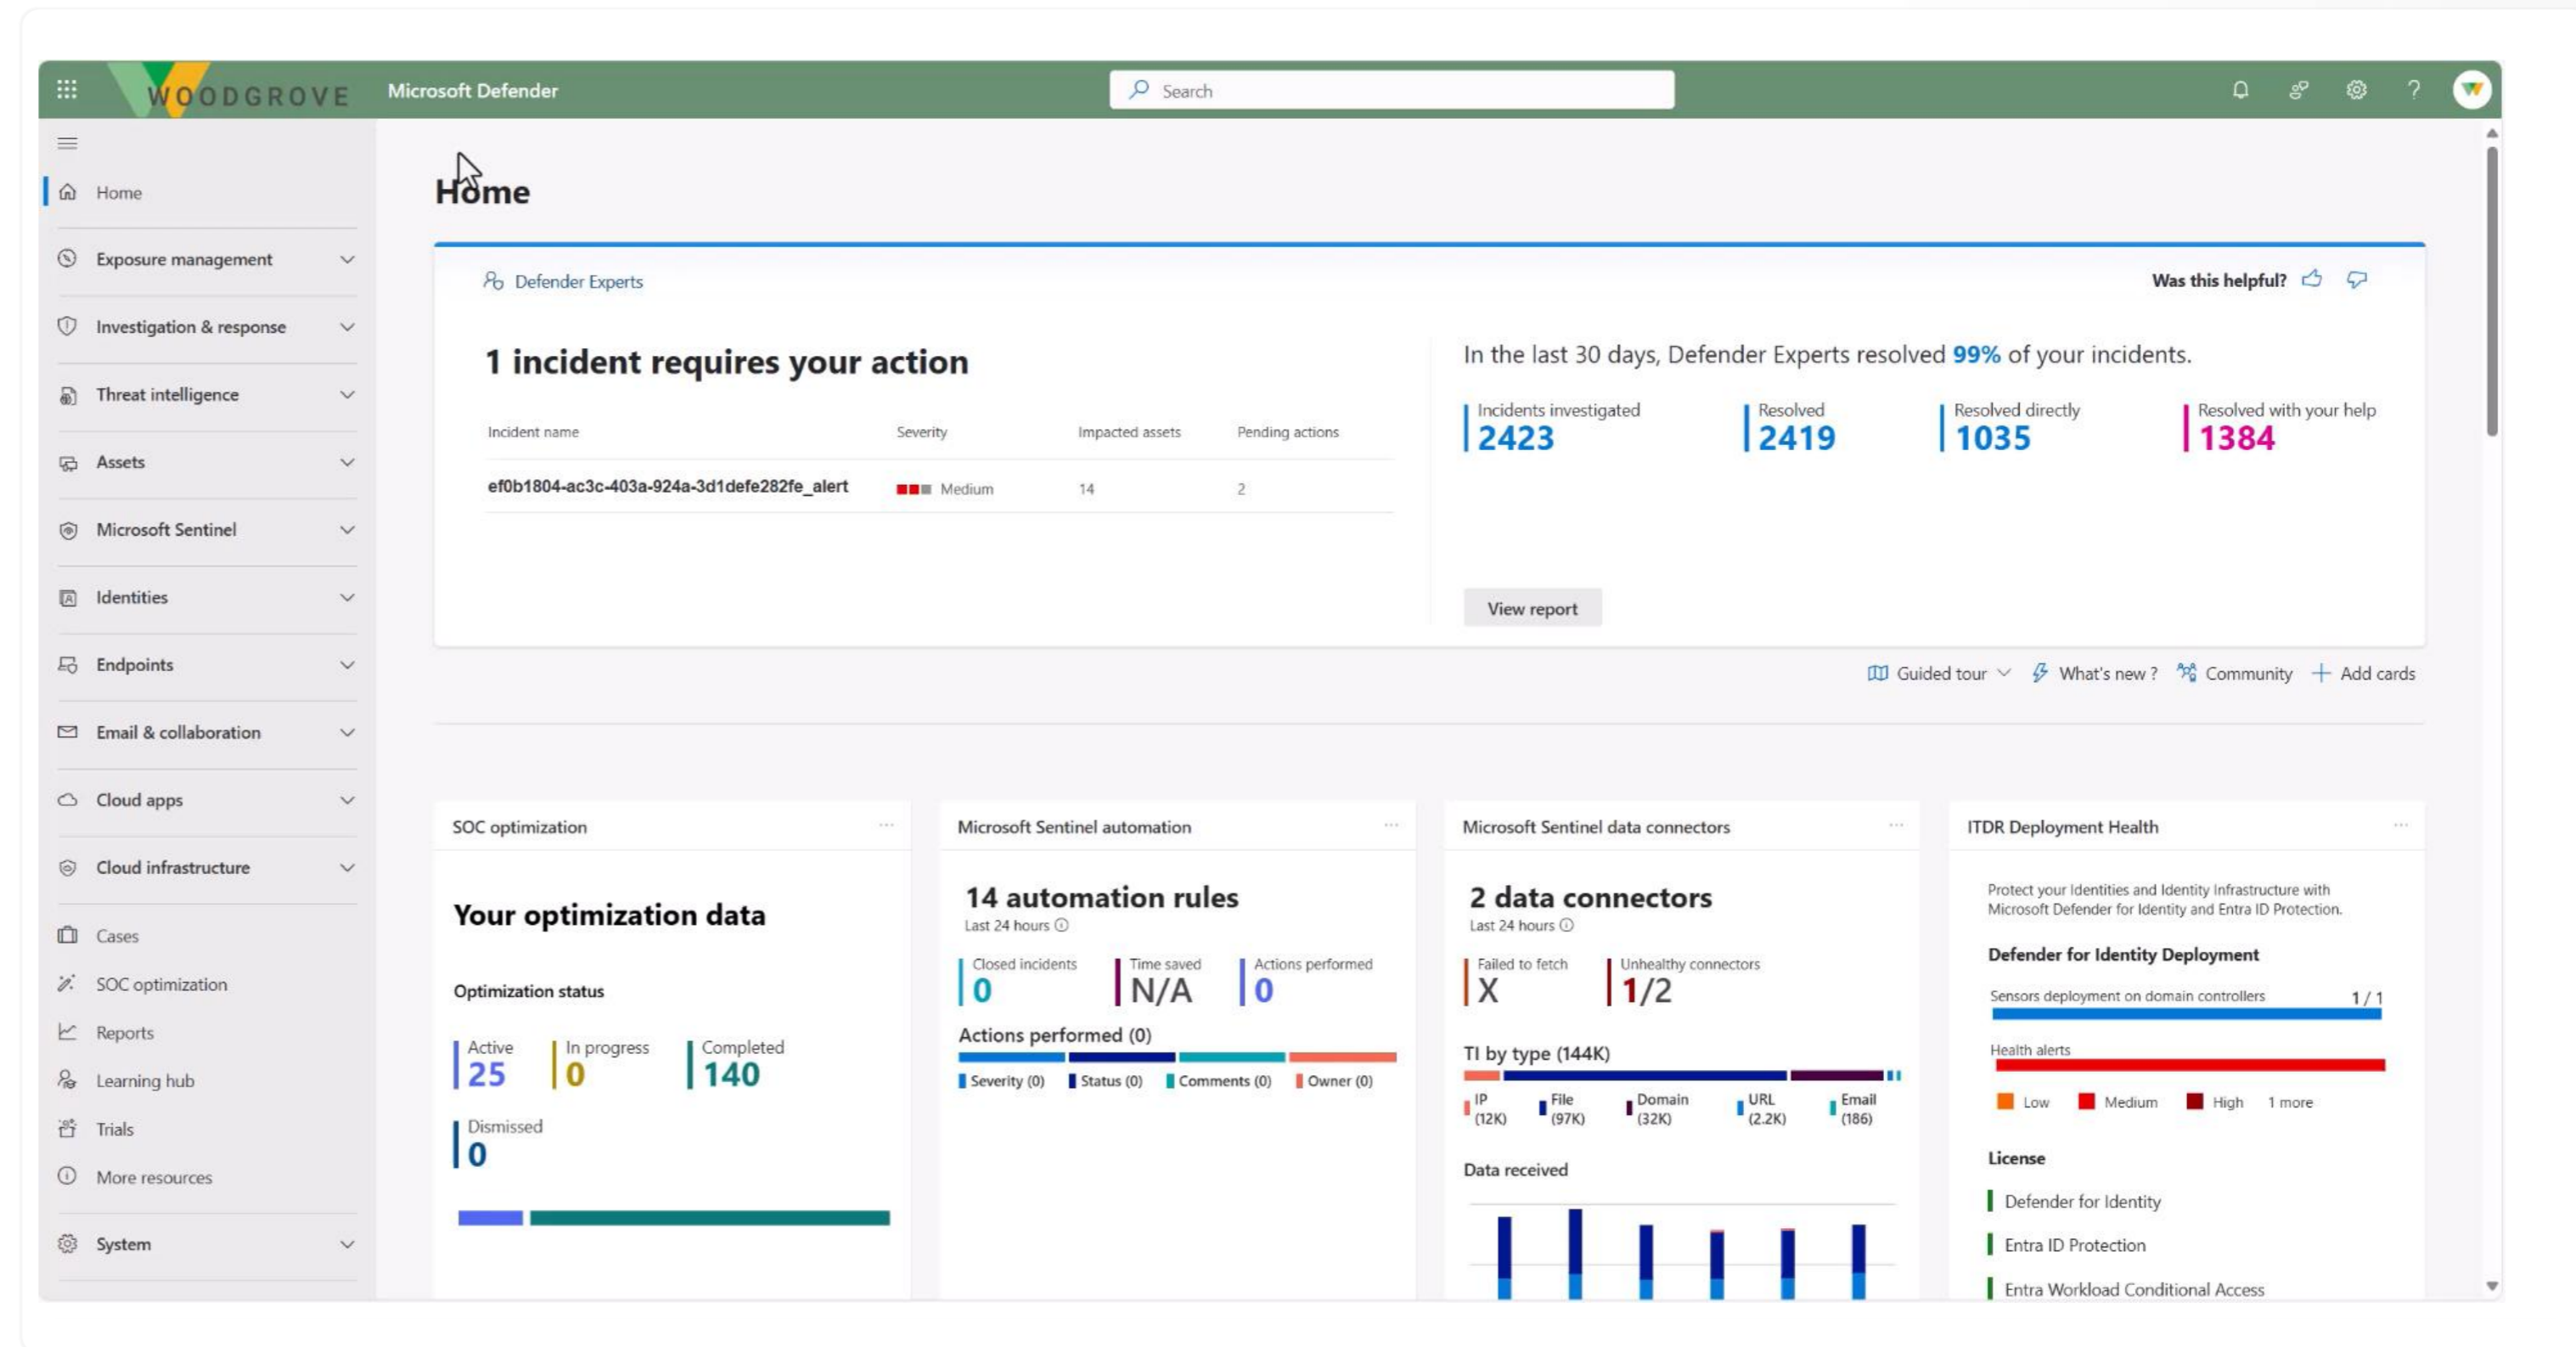 WOODGROVE
Microsoft Defender
Search
?
Home
Exposure management
Investigation & response
Threat intelligence
Assets
Microsoft Sentinel
Identities
Endpoints
Email & collaboration
Cloud apps
Cloud infrastructure
Cases
SOC optimization
Reports
Learning hub
Trials
More resources
System
Home
Defender Experts
Was this helpful?
1 incident requires your action
Incident name Severity Impacted assets Pending actions
ef0b1804-ac3c-403a-924a-3d1defe282fe_alert Medium 14 2
In the last 30 days, Defender Experts resolved 99% of your incidents.
Incidents investigated Resolved Resolved directly Resolved with your help
2423 2419 1035 1384
View report
Guided tour What's new ? Community Add cards
SOC optimization ...
Your optimization data
Optimization status
Active In progress Completed
25 0 140
Dismissed
0
Microsoft Sentinel automation ...
14 automation rules
Last 24 hours
Closed incidents Time saved Actions performed
0 N/A 0
Actions performed (0)
Severity (0) Status (0) Comments (0) Owner (0)
Microsoft Sentinel data connectors ...
2 data connectors
Last 24 hours
Failed to fetch Unhealthy connectors
X 1/2
TI by type (144K)
IP File Domain URL Email
(12K) (97K) (32K) (2.2K) (186)
Data received
ITDR Deployment Health ...
Protect your Identities and Identity Infrastructure with
Microsoft Defender for Identity and Entra ID Protection.
Defender for Identity Deployment
Sensors deployment on domain controllers 1 / 1
Health alerts
Low Medium High 1 more
License
Defender for Identity
Entra ID Protection
Entra Workload Conditional Access